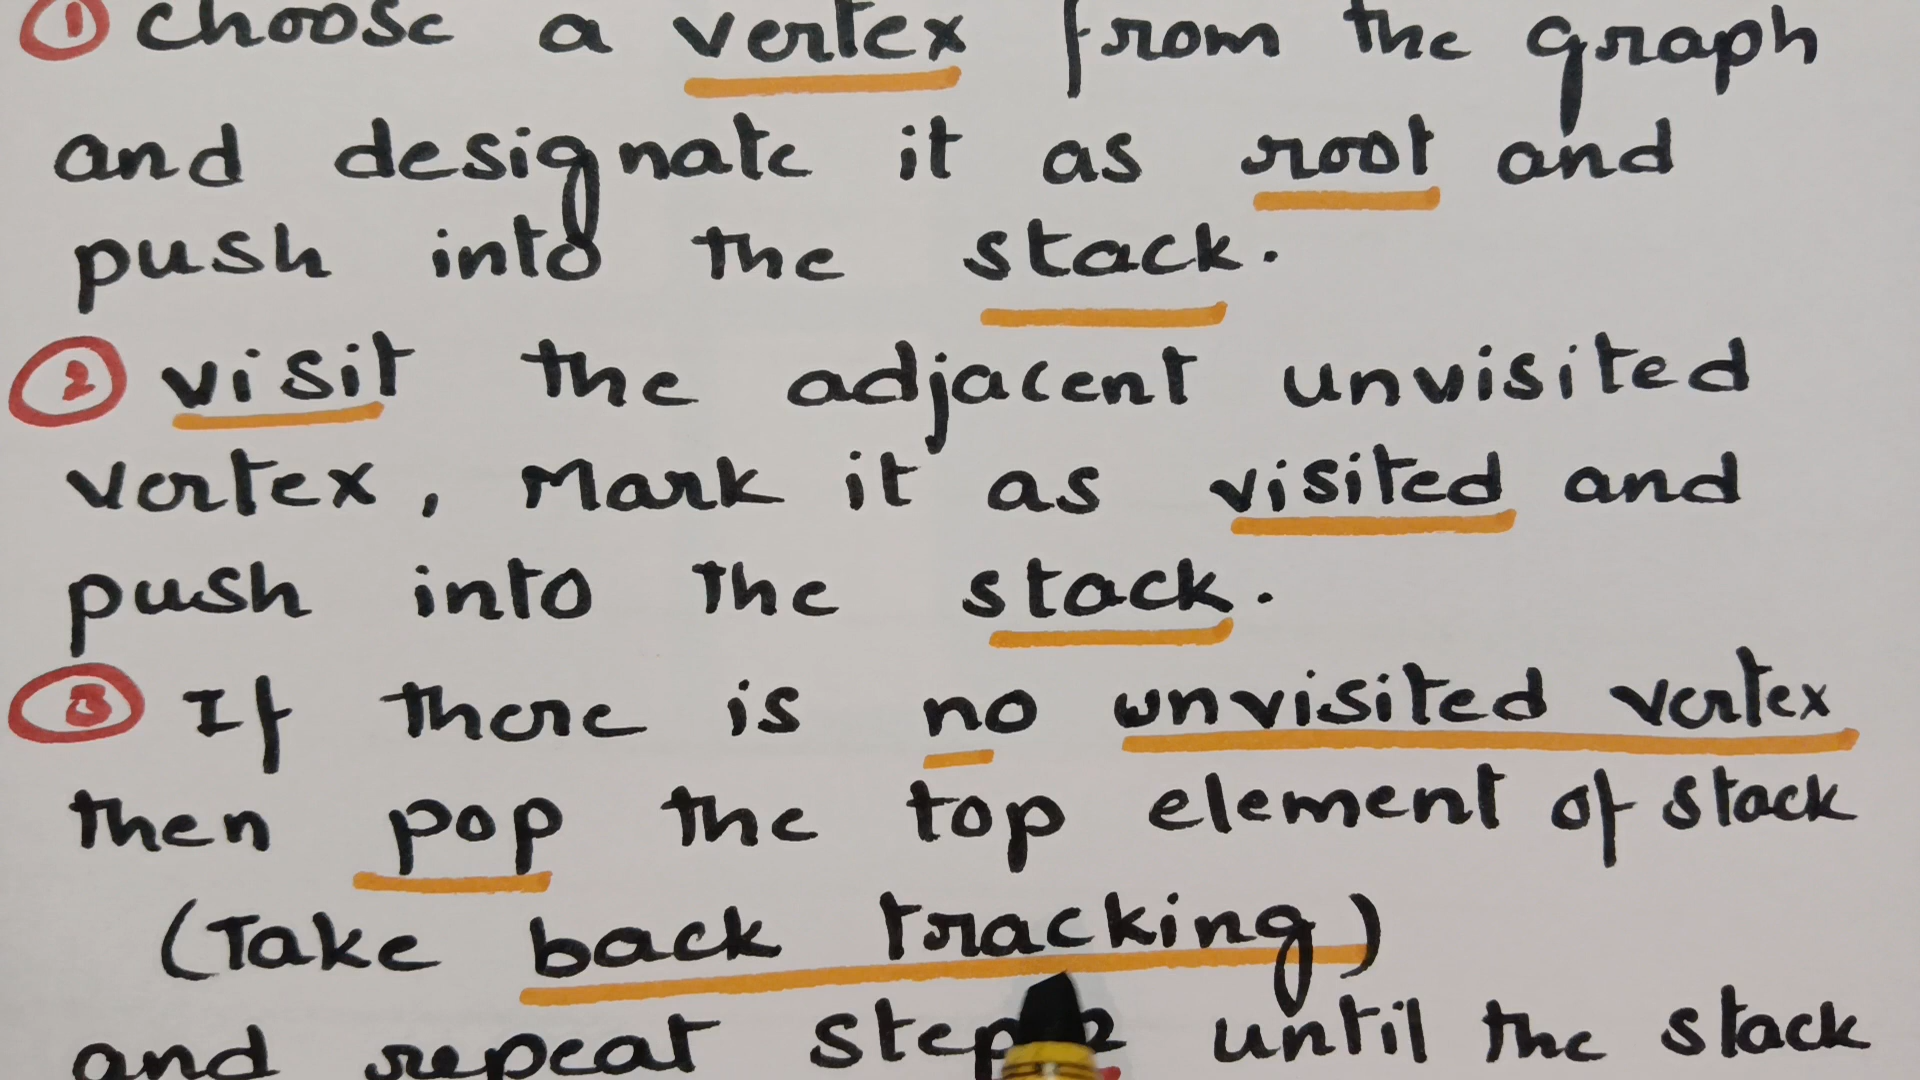 ① choose a vertex from the graph
and designate it as root and
push into the stack.
② visit the adjacent unvisited
vertex, Mark it as visited and
push into the stack.
③ If there is no unvisited vertex
then pop the top element of stack
(Take back tracking)
and repeat step 2 until the stack